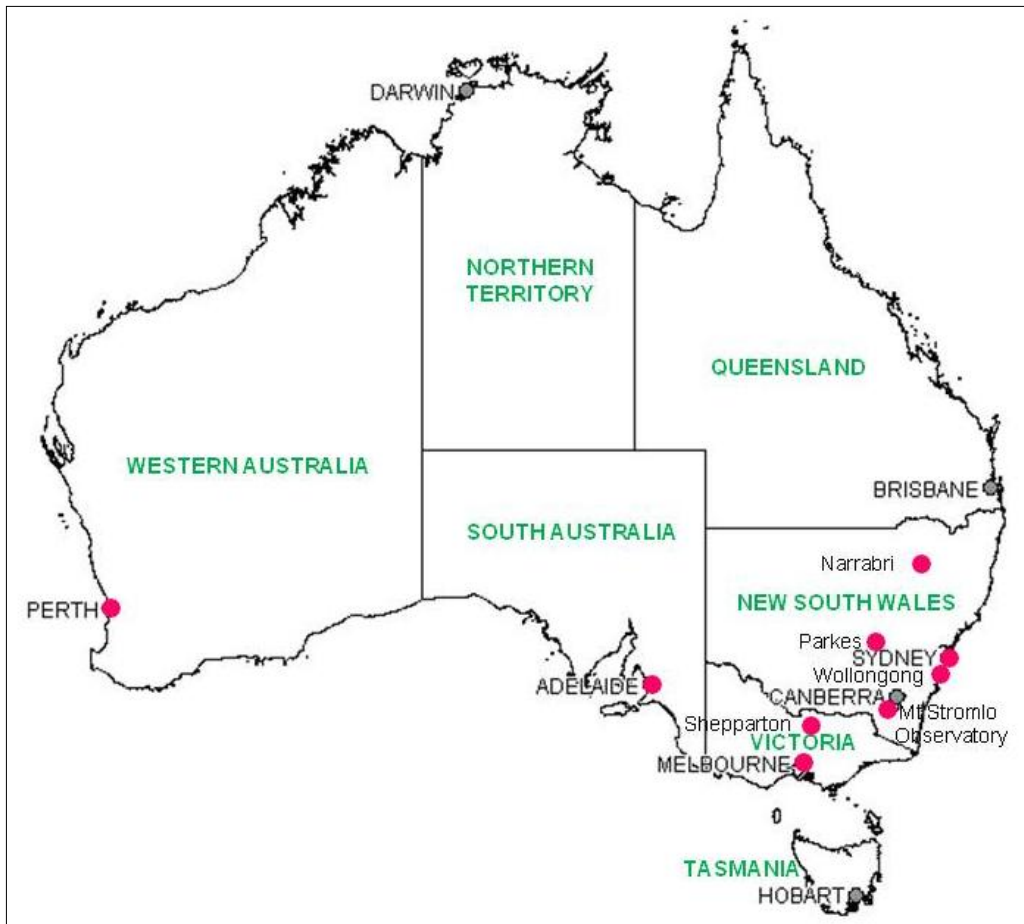 DARWIN
NORTHERN
TERRITORY
QUEENSLAND
WESTERN AUSTRALIA
BRISBANE
SOUTH AUSTRALIA
Narrabri
NEW SOUTH WALES
PERTH
Parkes
SYDNEY
Wollongong
ADELAIDE
CANBERRA
Mt Stromlo
Observatory
Shepparton
VICTORIA
MELBOURNE
TASMANIA
HOBART